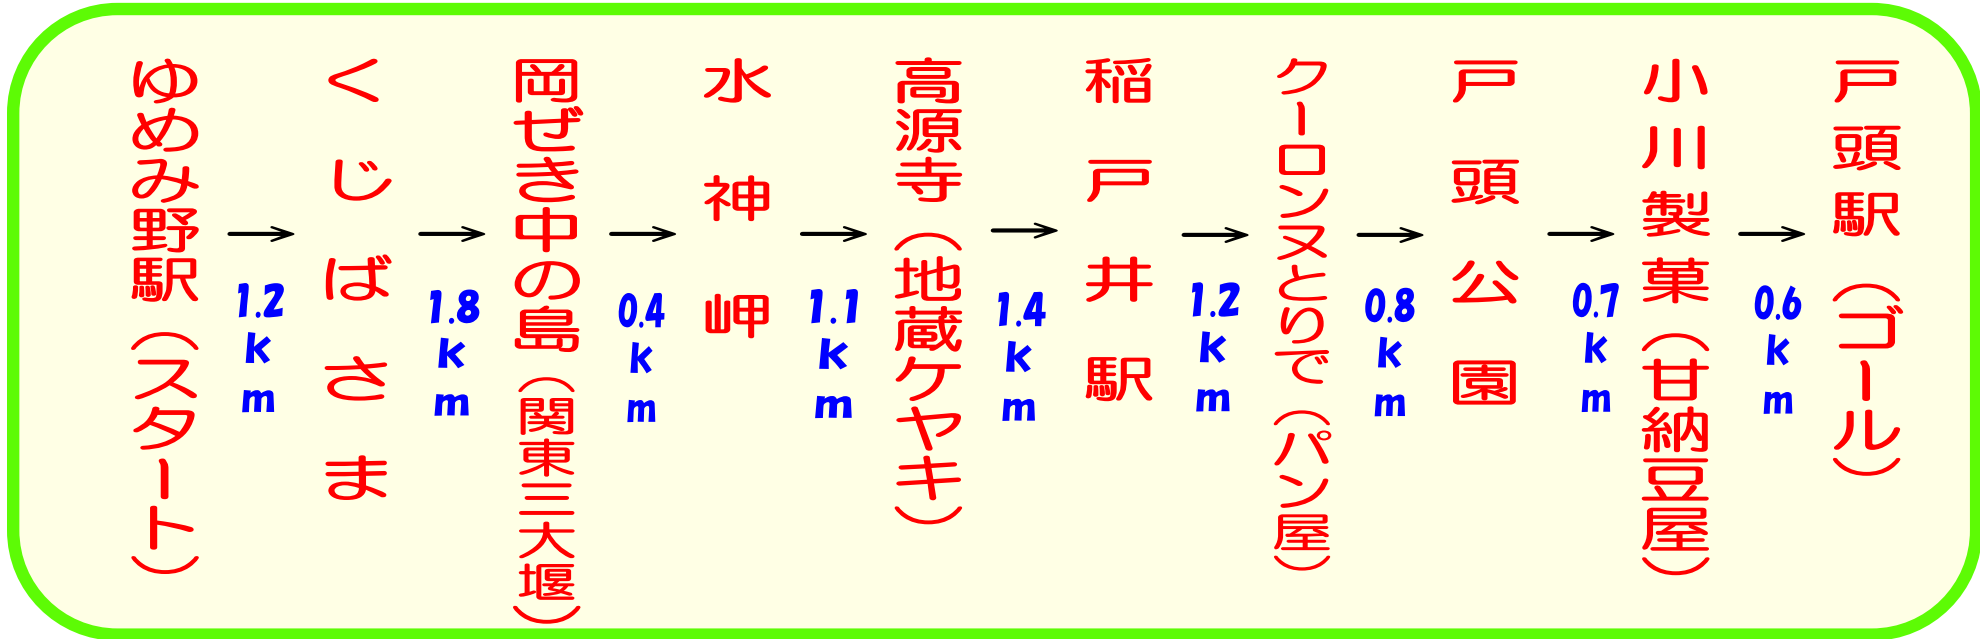 ゆめみ野駅(スタート)
1.2km
くじばさま
1.8km
岡ぜき中の島(関東三大堰)
0.4km
水神岬
1.1km
高源寺(地蔵ケヤキ)
1.4km
稲戸井駅
1.2km
クーロンヌとりで(パン屋)
0.8km
戸頭公園
0.7km
小川製菓(甘納豆屋)
0.6km
戸頭駅(ゴール)